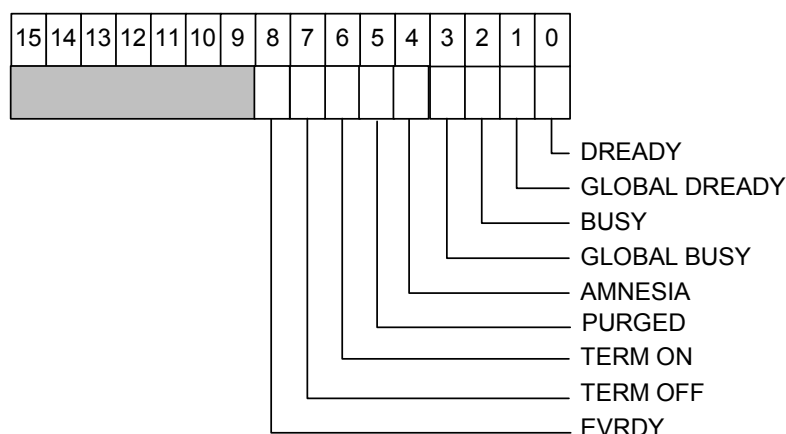 15 14 13 12 11 10 9 8 7 6 5 4 3 2 1 0
DREADY
GLOBAL DREADY
BUSY
GLOBAL BUSY
AMNESIA
PURGED
TERM ON
TERM OFF
EVRDY